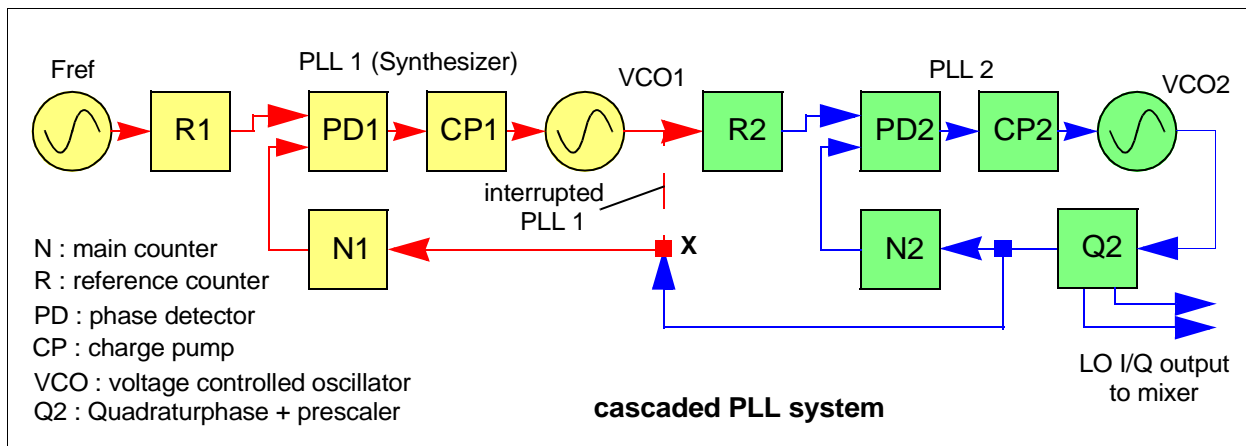 Fref
PLL 1 (Synthesizer)
VCO1
PLL 2
VCO2
R1
PD1
CP1
R2
PD2
CP2
interrupted
PLL 1
X
N1
N2
Q2
N : main counter
R : reference counter
PD : phase detector
CP : charge pump
VCO : voltage controlled oscillator
Q2 : Quadraturphase + prescaler
LO I/Q output
to mixer
cascaded PLL system